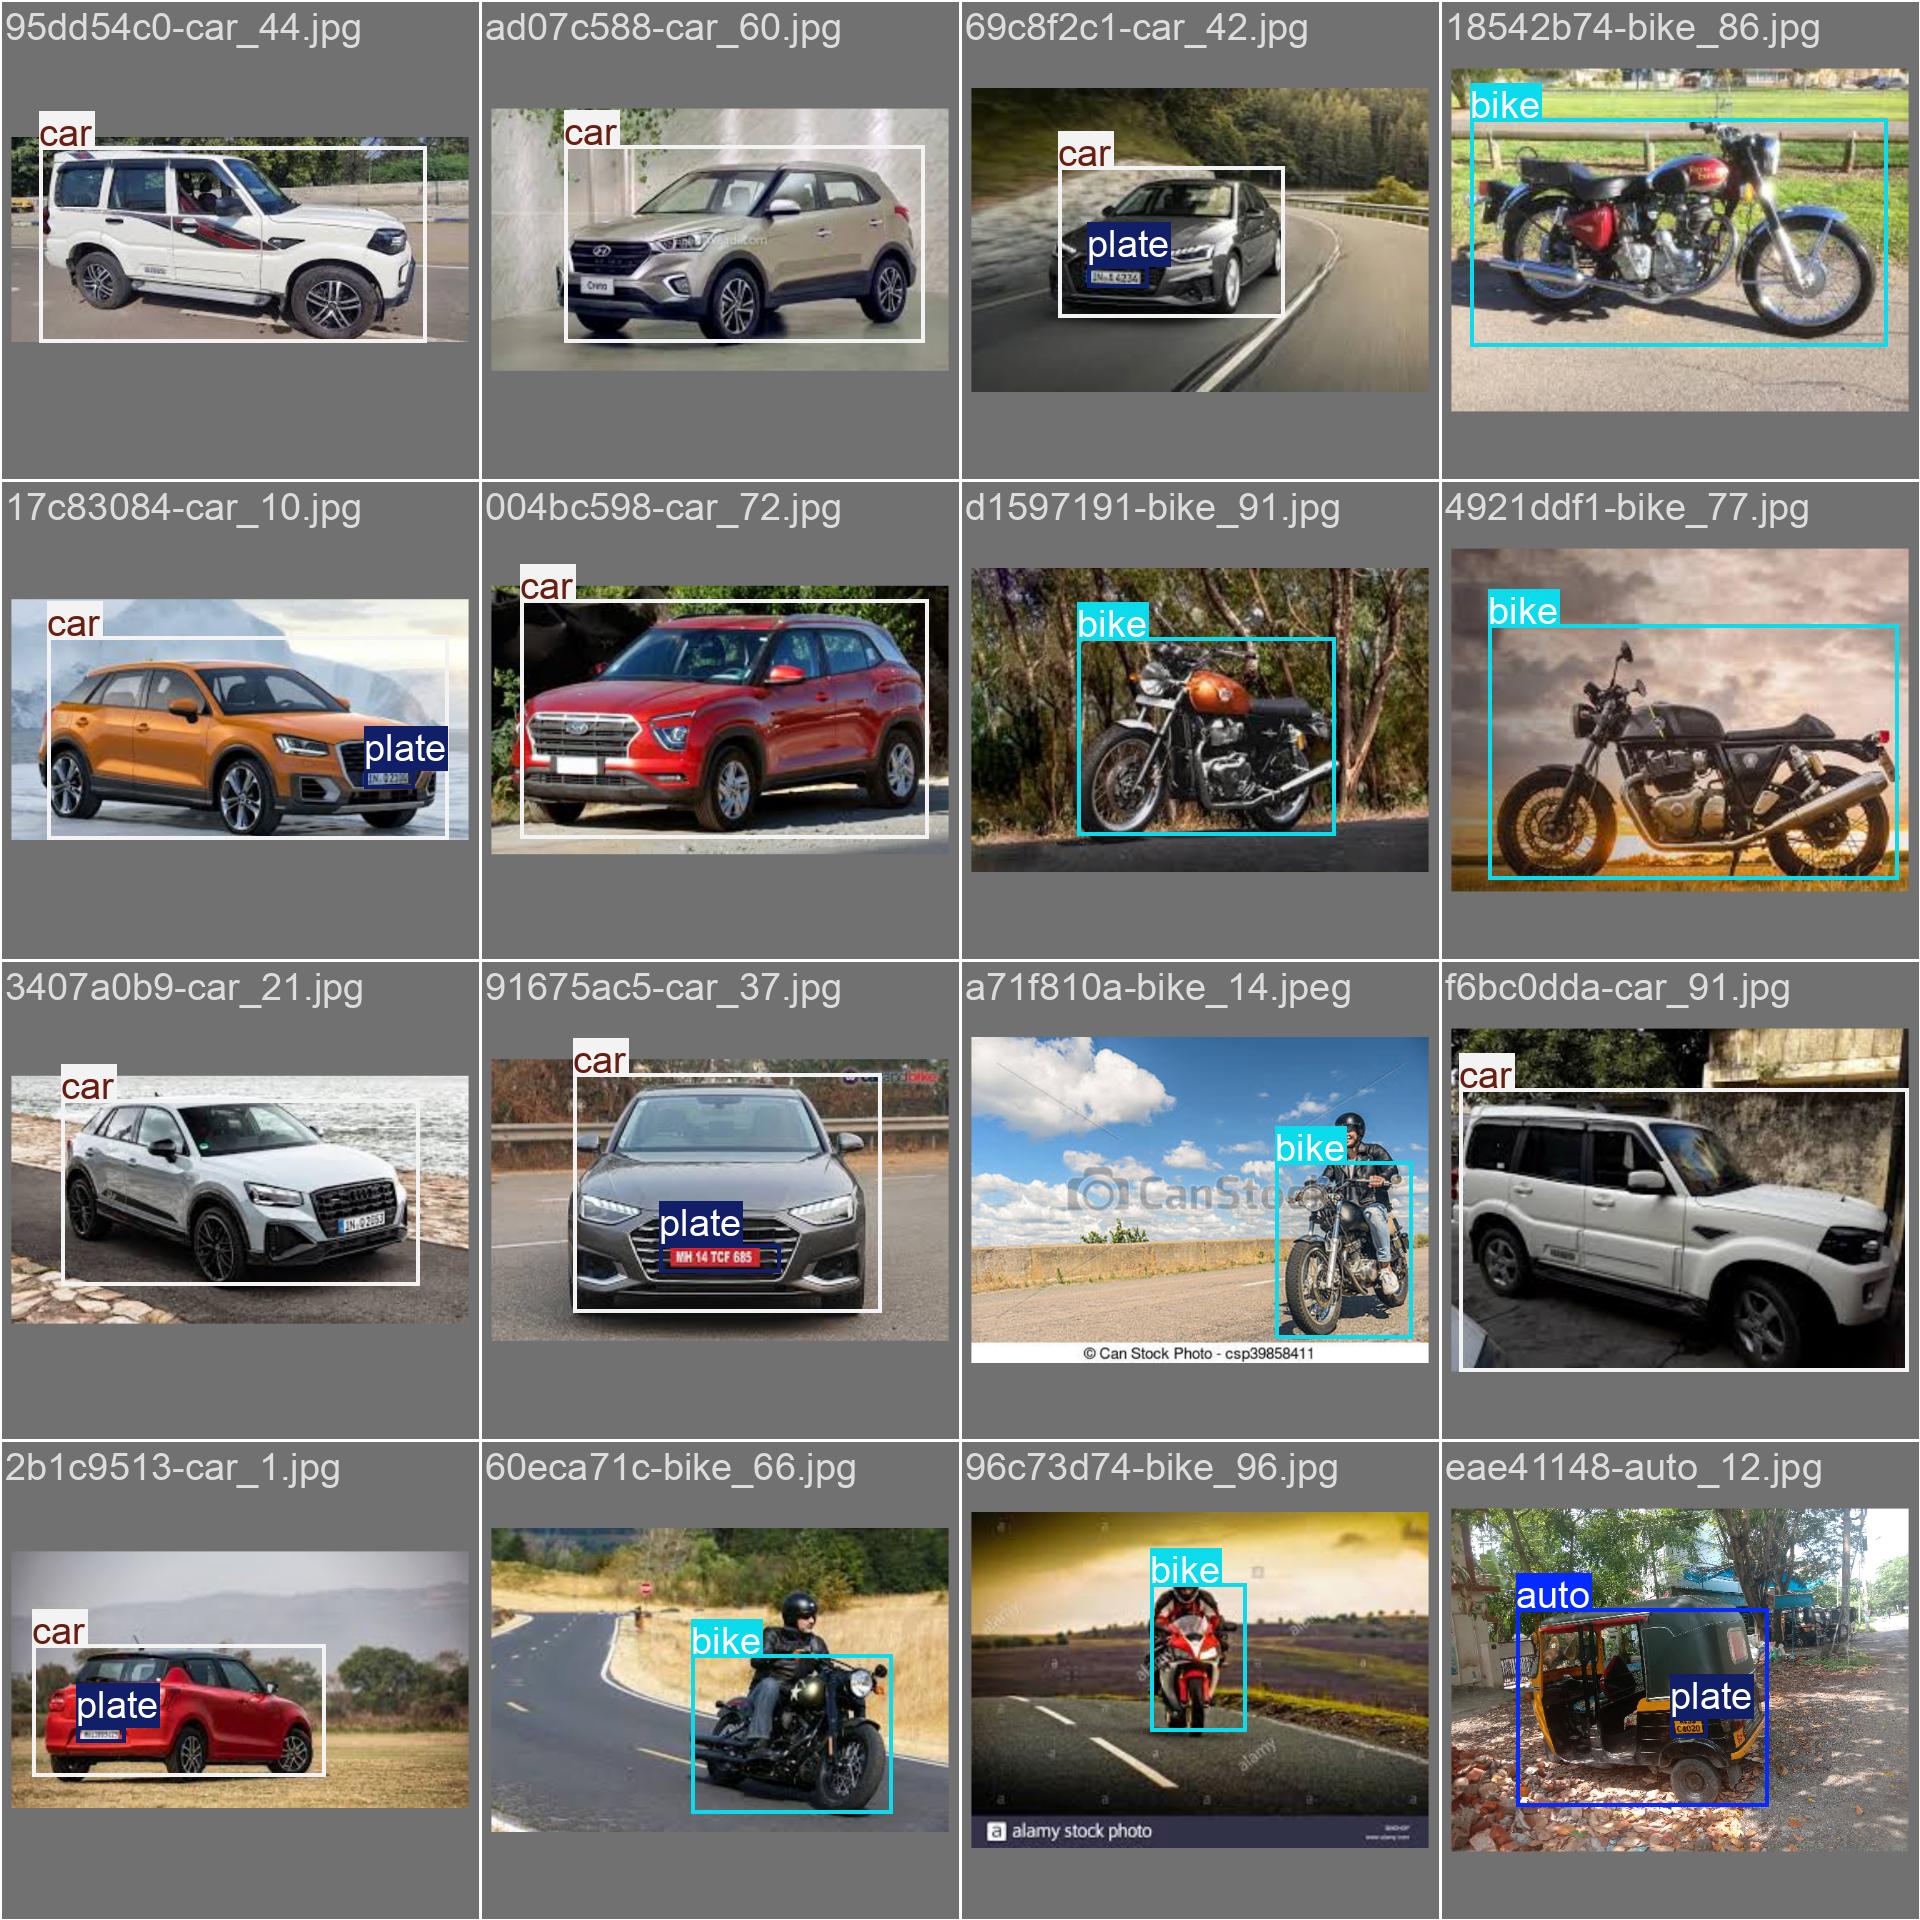 95dd54c0-car_44.jpg
ad07c588-car_60.jpg
69c8f2c1-car_42.jpg
18542b74-bike_86.jpg
car
car
Creta
car
plate
bike
17c83084-car_10.jpg
004bc598-car_72.jpg
d1597191-bike_91.jpg
4921ddf1-bike_77.jpg
car
plate
car
bike
bike
3407a0b9-car_21.jpg
91675ac5-car_37.jpg
a71f810a-bike_14.jpeg
f6bc0dda-car_91.jpg
car
car
plate
MH 14 TCF 685
bike
CanStoc
© Can Stock Photo - csp39858411
car
2b1c9513-car_1.jpg
60eca71c-bike_66.jpg
96c73d74-bike_96.jpg
eae41148-auto_12.jpg
car
plate
bike
bike
alamy
alamy
a alamy stock photo
auto
plate